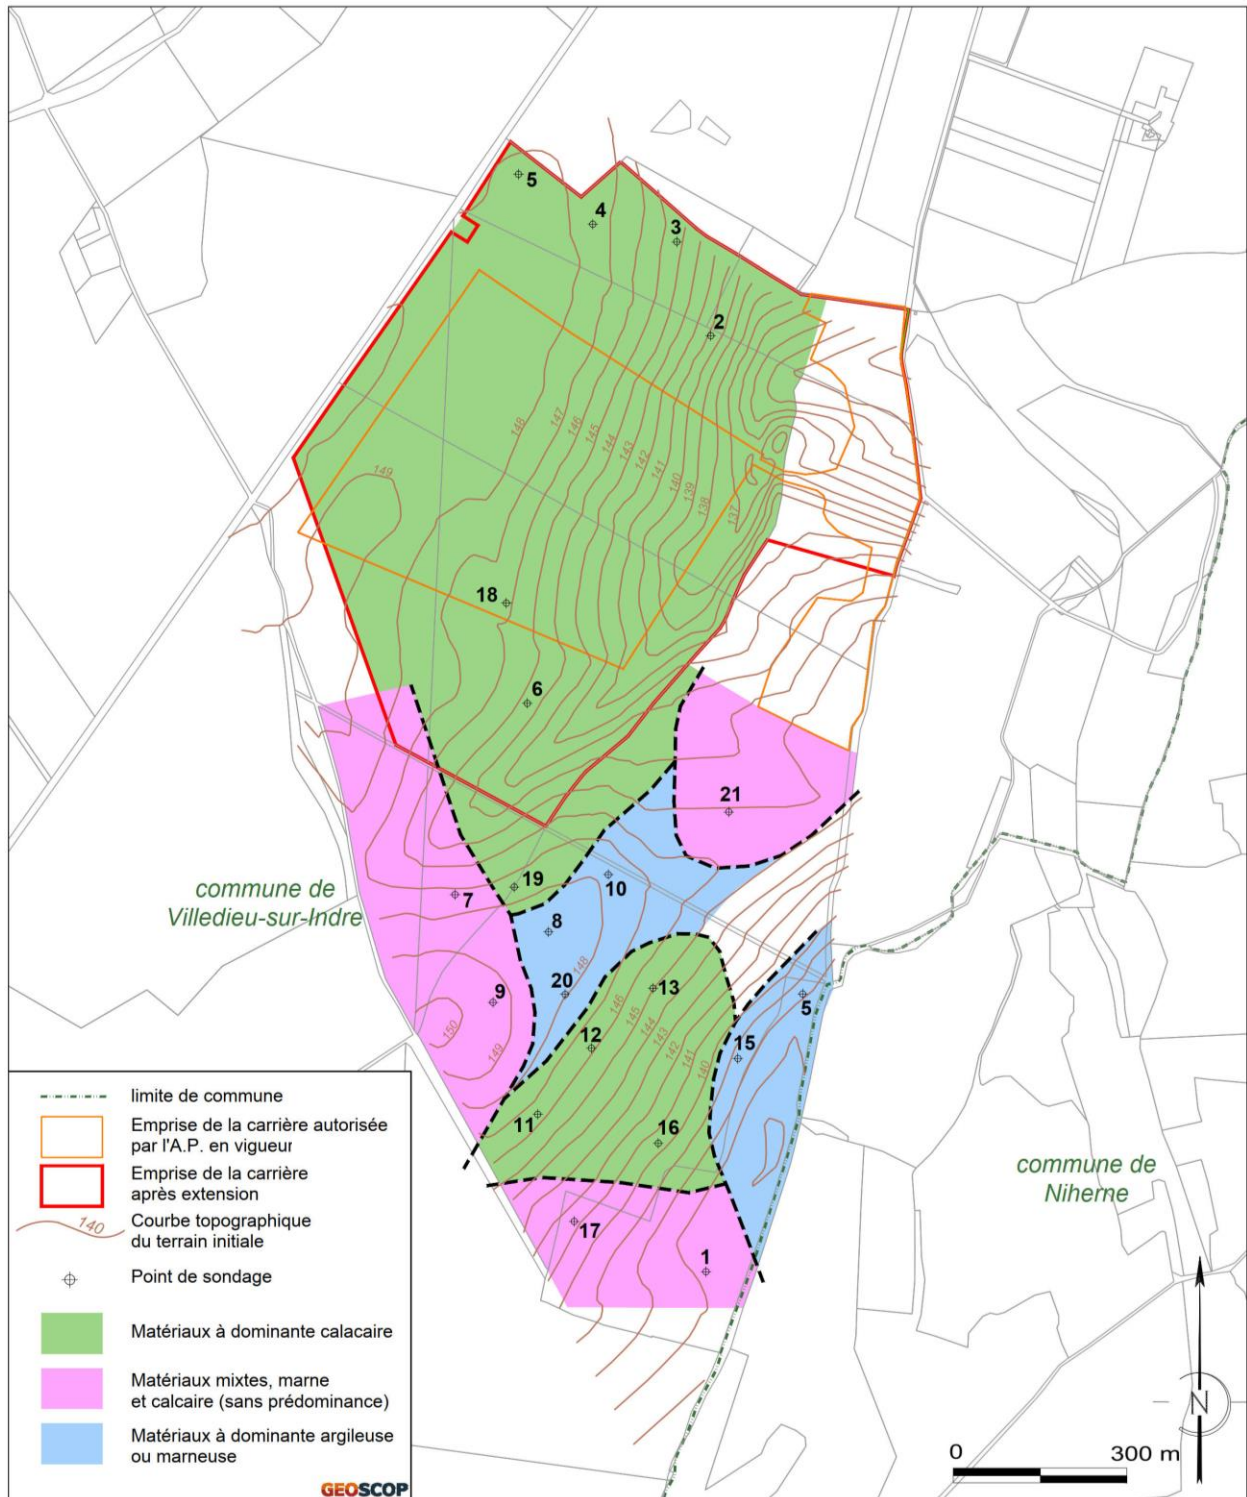 5
4
3
2
148
147
146
145
144
143
142
141
140
139
138
137
149
18
6
21
19
10
7
8
commune de
Villedieu-sur-Indre
20
148
13
5
9
150
149
12
146
145
144
143
142
141
140
15
11
16
17
1
commune de
Niherne
limite de commune
Emprise de la carrière autorisée
par l'A.P. en vigueur
Emprise de la carrière
après extension
140
Courbe topographique
du terrain initiale
Point de sondage
Matériaux à dominante calacaire
Matériaux mixtes, marne
et calcaire (sans prédominance)
Matériaux à dominante argileuse
ou marneuse
GEOSCOP
N
0 300 m